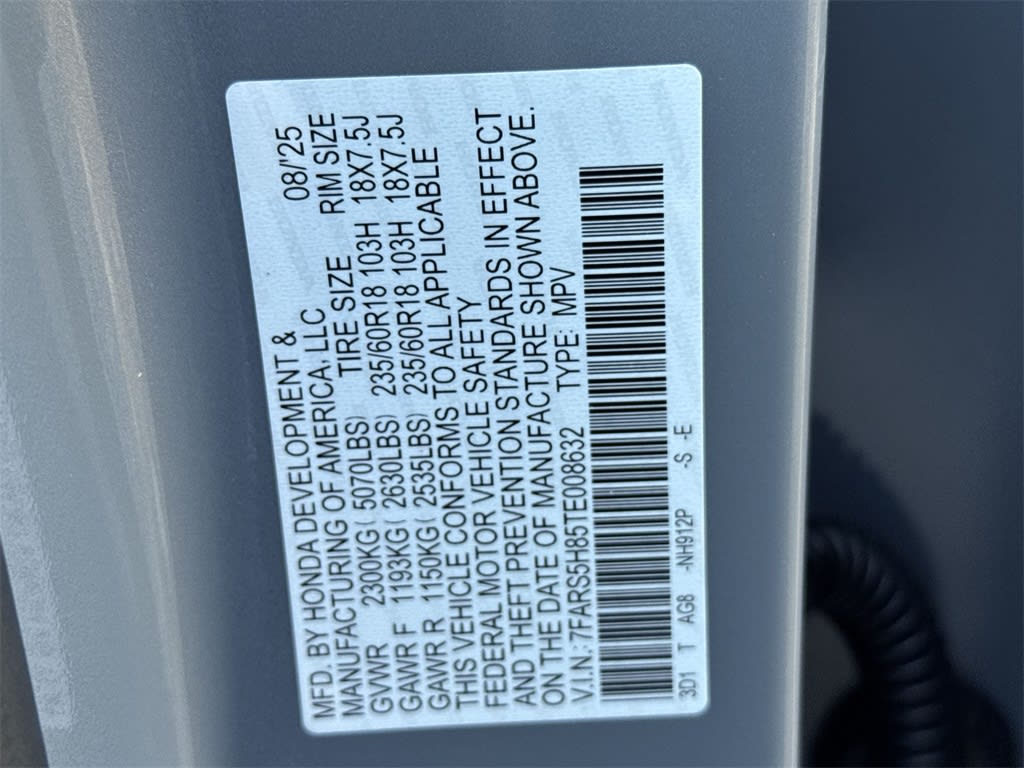 MFD. BY HONDA DEVELOPMENT & 08/'25
MANUFACTURING OF AMERICA, LLC
TIRE SIZE RIM SIZE
GVWR 2300KG ( 5070LBS)
GAWR F 1193KG ( 2630LBS) 235/60R18 103H 18X7.5J
GAWR R 1150KG ( 2535LBS) 235/60R18 103H 18X7.5J
THIS VEHICLE CONFORMS TO ALL APPLICABLE
FEDERAL MOTOR VEHICLE SAFETY
AND THEFT PREVENTION STANDARDS IN EFFECT
ON THE DATE OF MANUFACTURE SHOWN ABOVE.
V.I.N.: 7FARS5H85TE008632 TYPE: MPV
3D1 T AG8 -NH912P -S -E